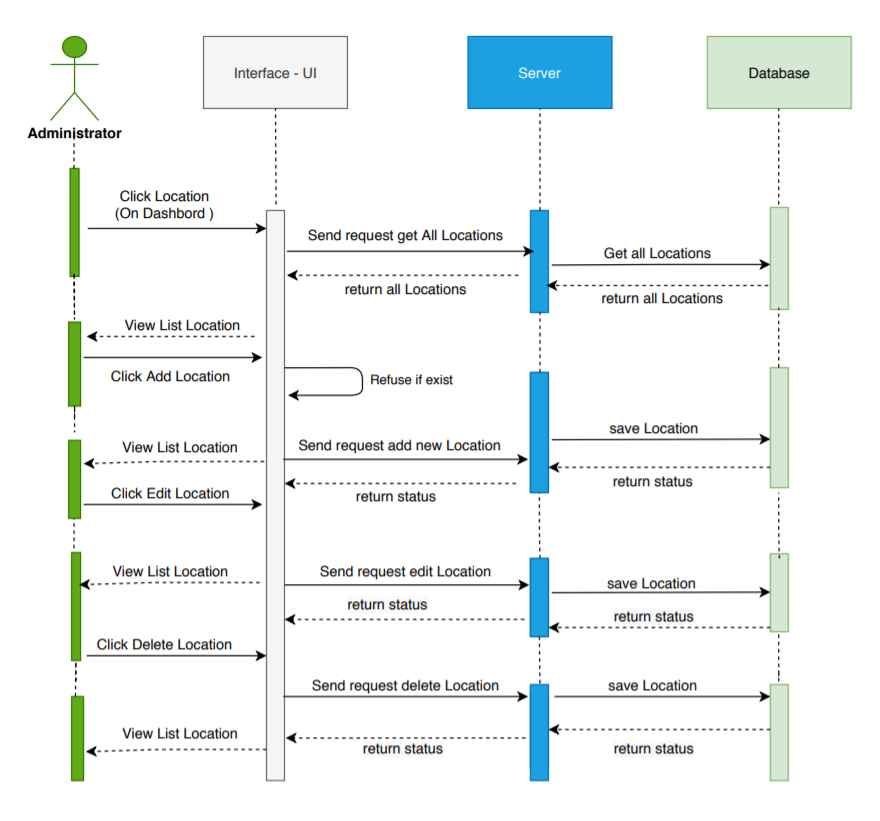 Interface - UI
Server
Database
Administrator
Click Location
(On Dashbord )
Send request get All Locations
Get all Locations
return all Locations
return all Locations
View List Location
Click Add Location
Refuse if exist
save Location
View List Location
Send request add new Location
return status
Click Edit Location
return status
View List Location
Send request edit Location
save Location
return status
return status
Click Delete Location
Send request delete Location
save Location
View List Location
return status
return status